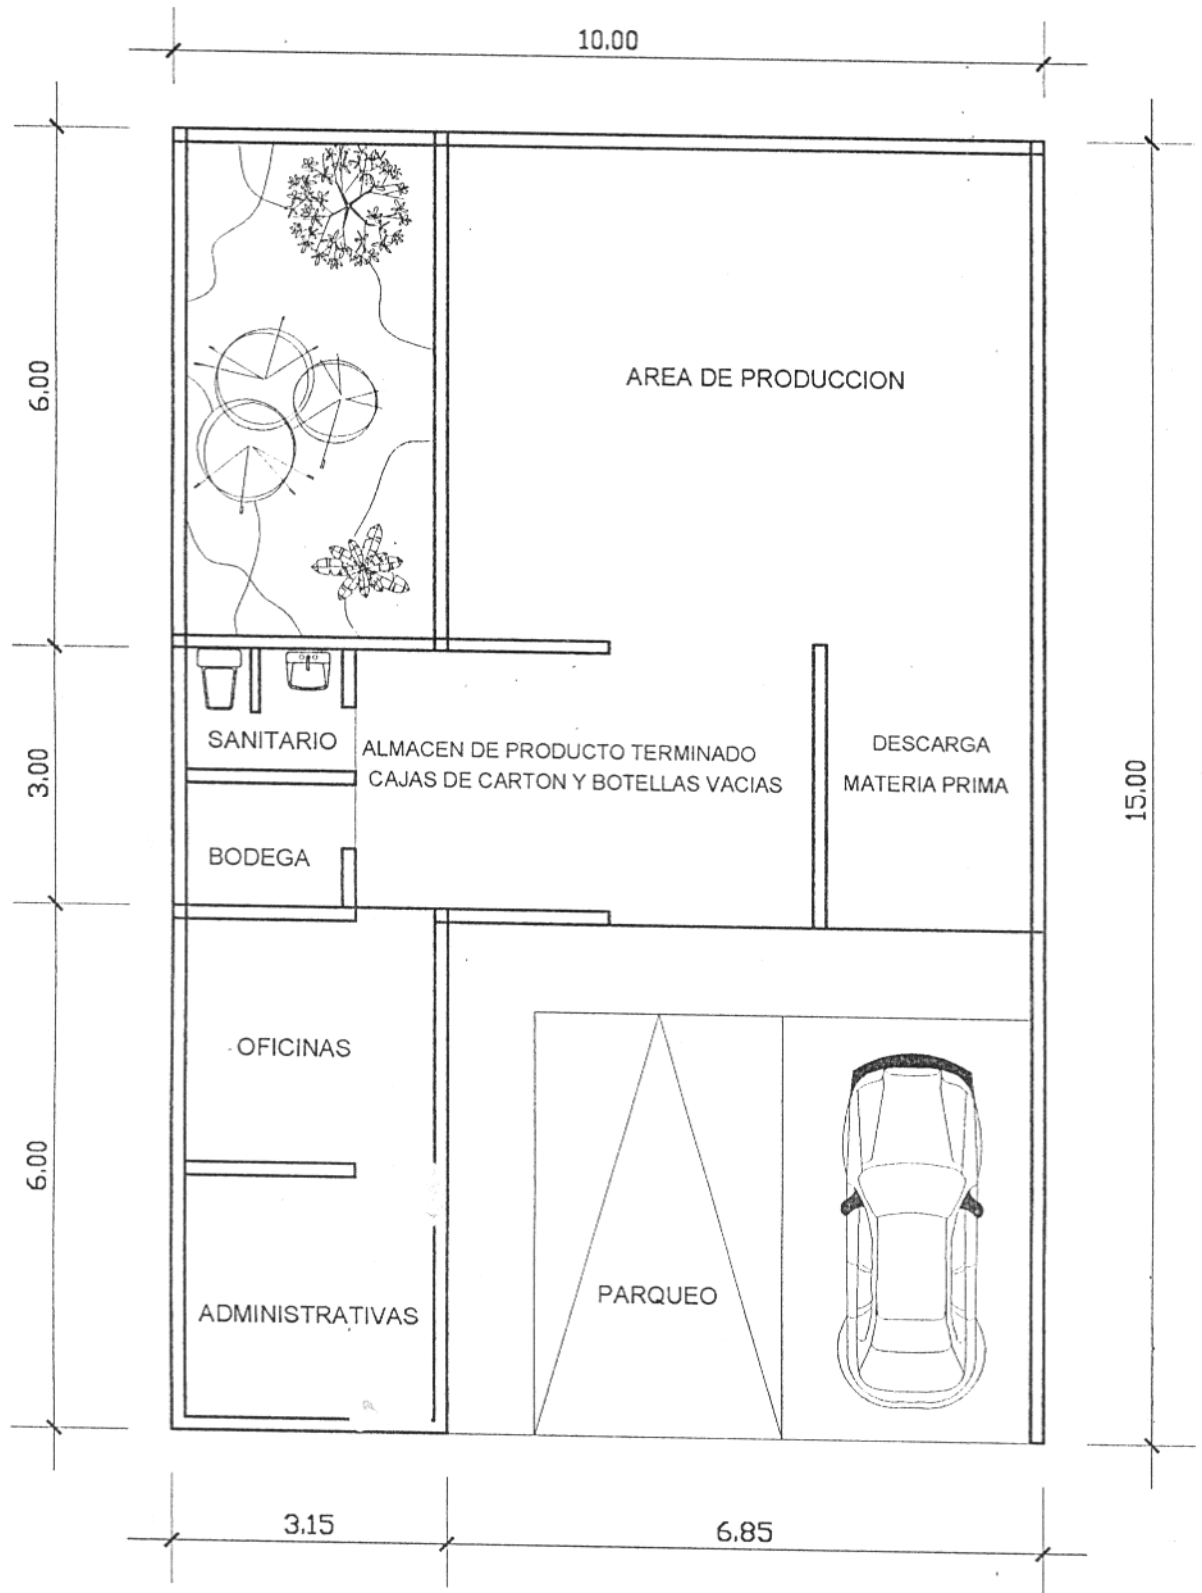 10.00
6.00
AREA DE PRODUCCION
SANITARIO
ALMACEN DE PRODUCTO TERMINADO
CAJAS DE CARTON Y BOTELLAS VACIAS
DESCARGA
MATERIA PRIMA
3.00
15.00
BODEGA
OFICINAS
6.00
PARQUEO
ADMINISTRATIVAS
3.15
6.85